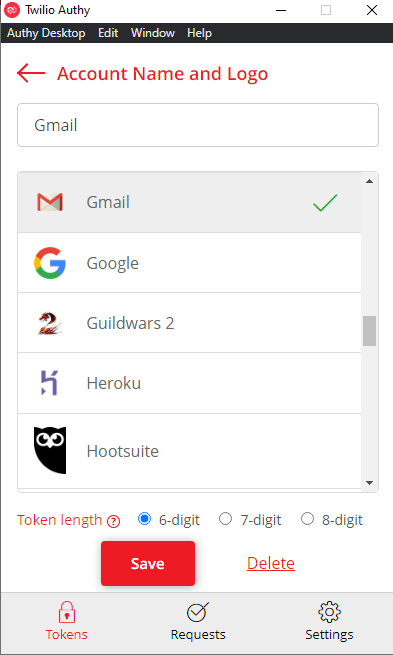 Twilio Authy
Authy Desktop Edit Window Help
Account Name and Logo
Gmail
Gmail
Google
Guildwars 2
Heroku
Hootsuite
Token length ? 6-digit 7-digit 8-digit
Save Delete
Tokens Requests Settings